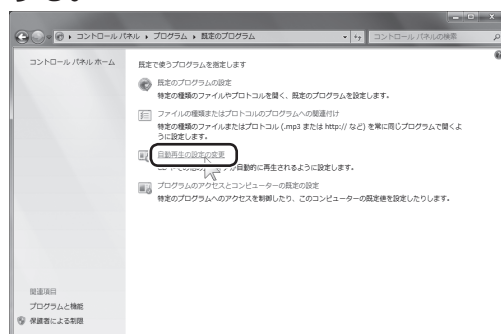 する。
コントロール パネル ▸ プログラム ▸ 既定のプログラム
コントロール パネルの検索
コントロール パネル ホーム
既定で使うプログラムを指定します
既定のプログラムの設定
特定の種類のファイルやプロトコルを開く、既定のプログラムを設定します。
ファイルの種類またはプロトコルのプログラムへの関連付け
特定の種類のファイルまたはプロトコル (.mp3 または http:// など) を常に同じプログラムで開くよ
うに設定します。
自動再生の設定の変更
自動的に再生されるように設定します。
プログラムのアクセスとコンピューターの既定の設定
特定のプログラムへのアクセスを制御したり、このコンピューターの既定値を設定したりします。
関連項目
プログラムと機能
保護者による制限